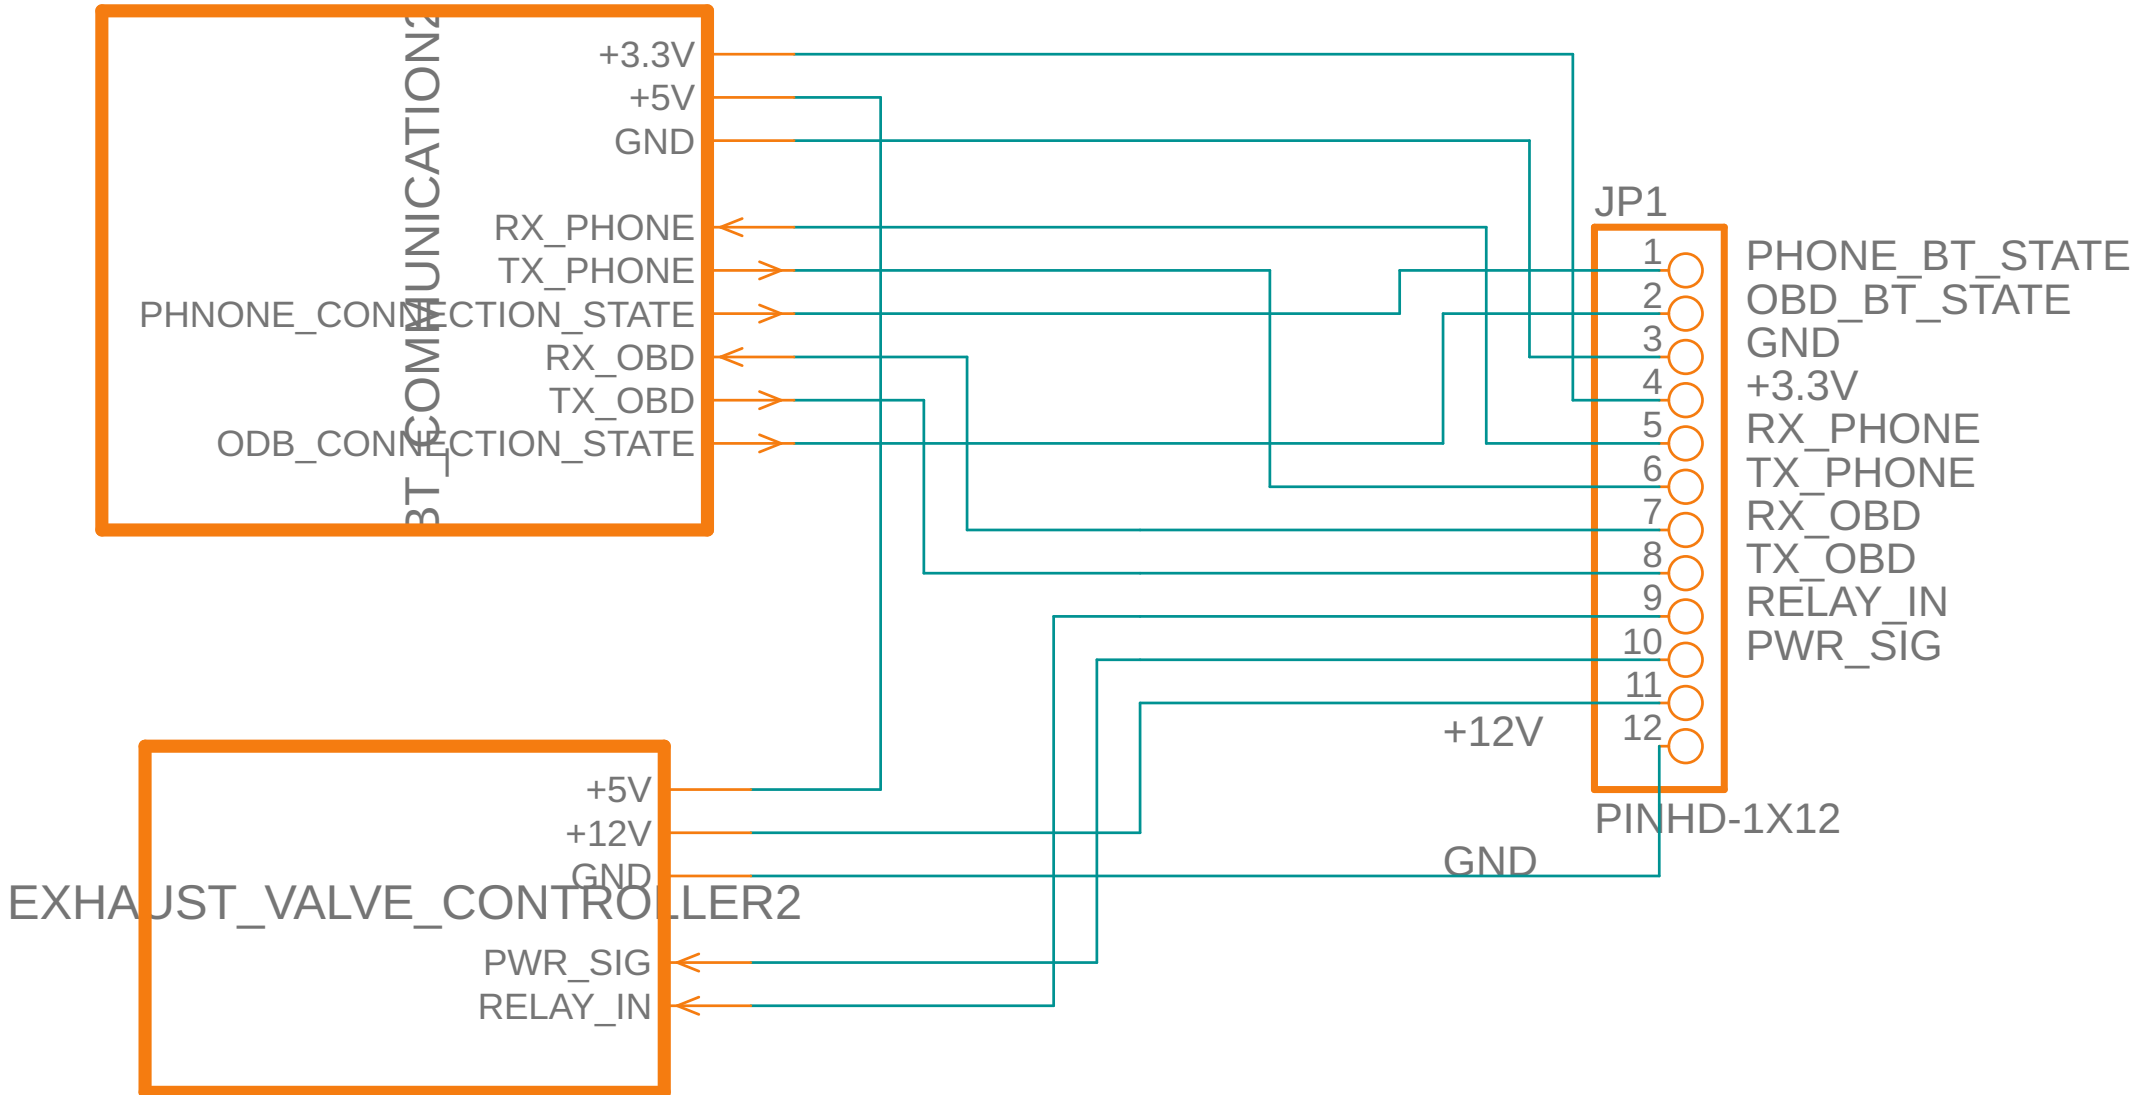 BT_COMMUNICATION2
+3.3V
+5V
GND
RX_PHONE
TX_PHONE
PHNONE_CONNECTION_STATE
RX_OBD
TX_OBD
ODB_CONNECTION_STATE
JP1
1 PHONE_BT_STATE
2 OBD_BT_STATE
3 GND
4 +3.3V
5 RX_PHONE
6 TX_PHONE
7 RX_OBD
8 TX_OBD
9 RELAY_IN
10 PWR_SIG
11
+12V 12
PINHD-1X12
GND
+5V
+12V
GND
EXHAUST_VALVE_CONTROLLER2
PWR_SIG
RELAY_IN